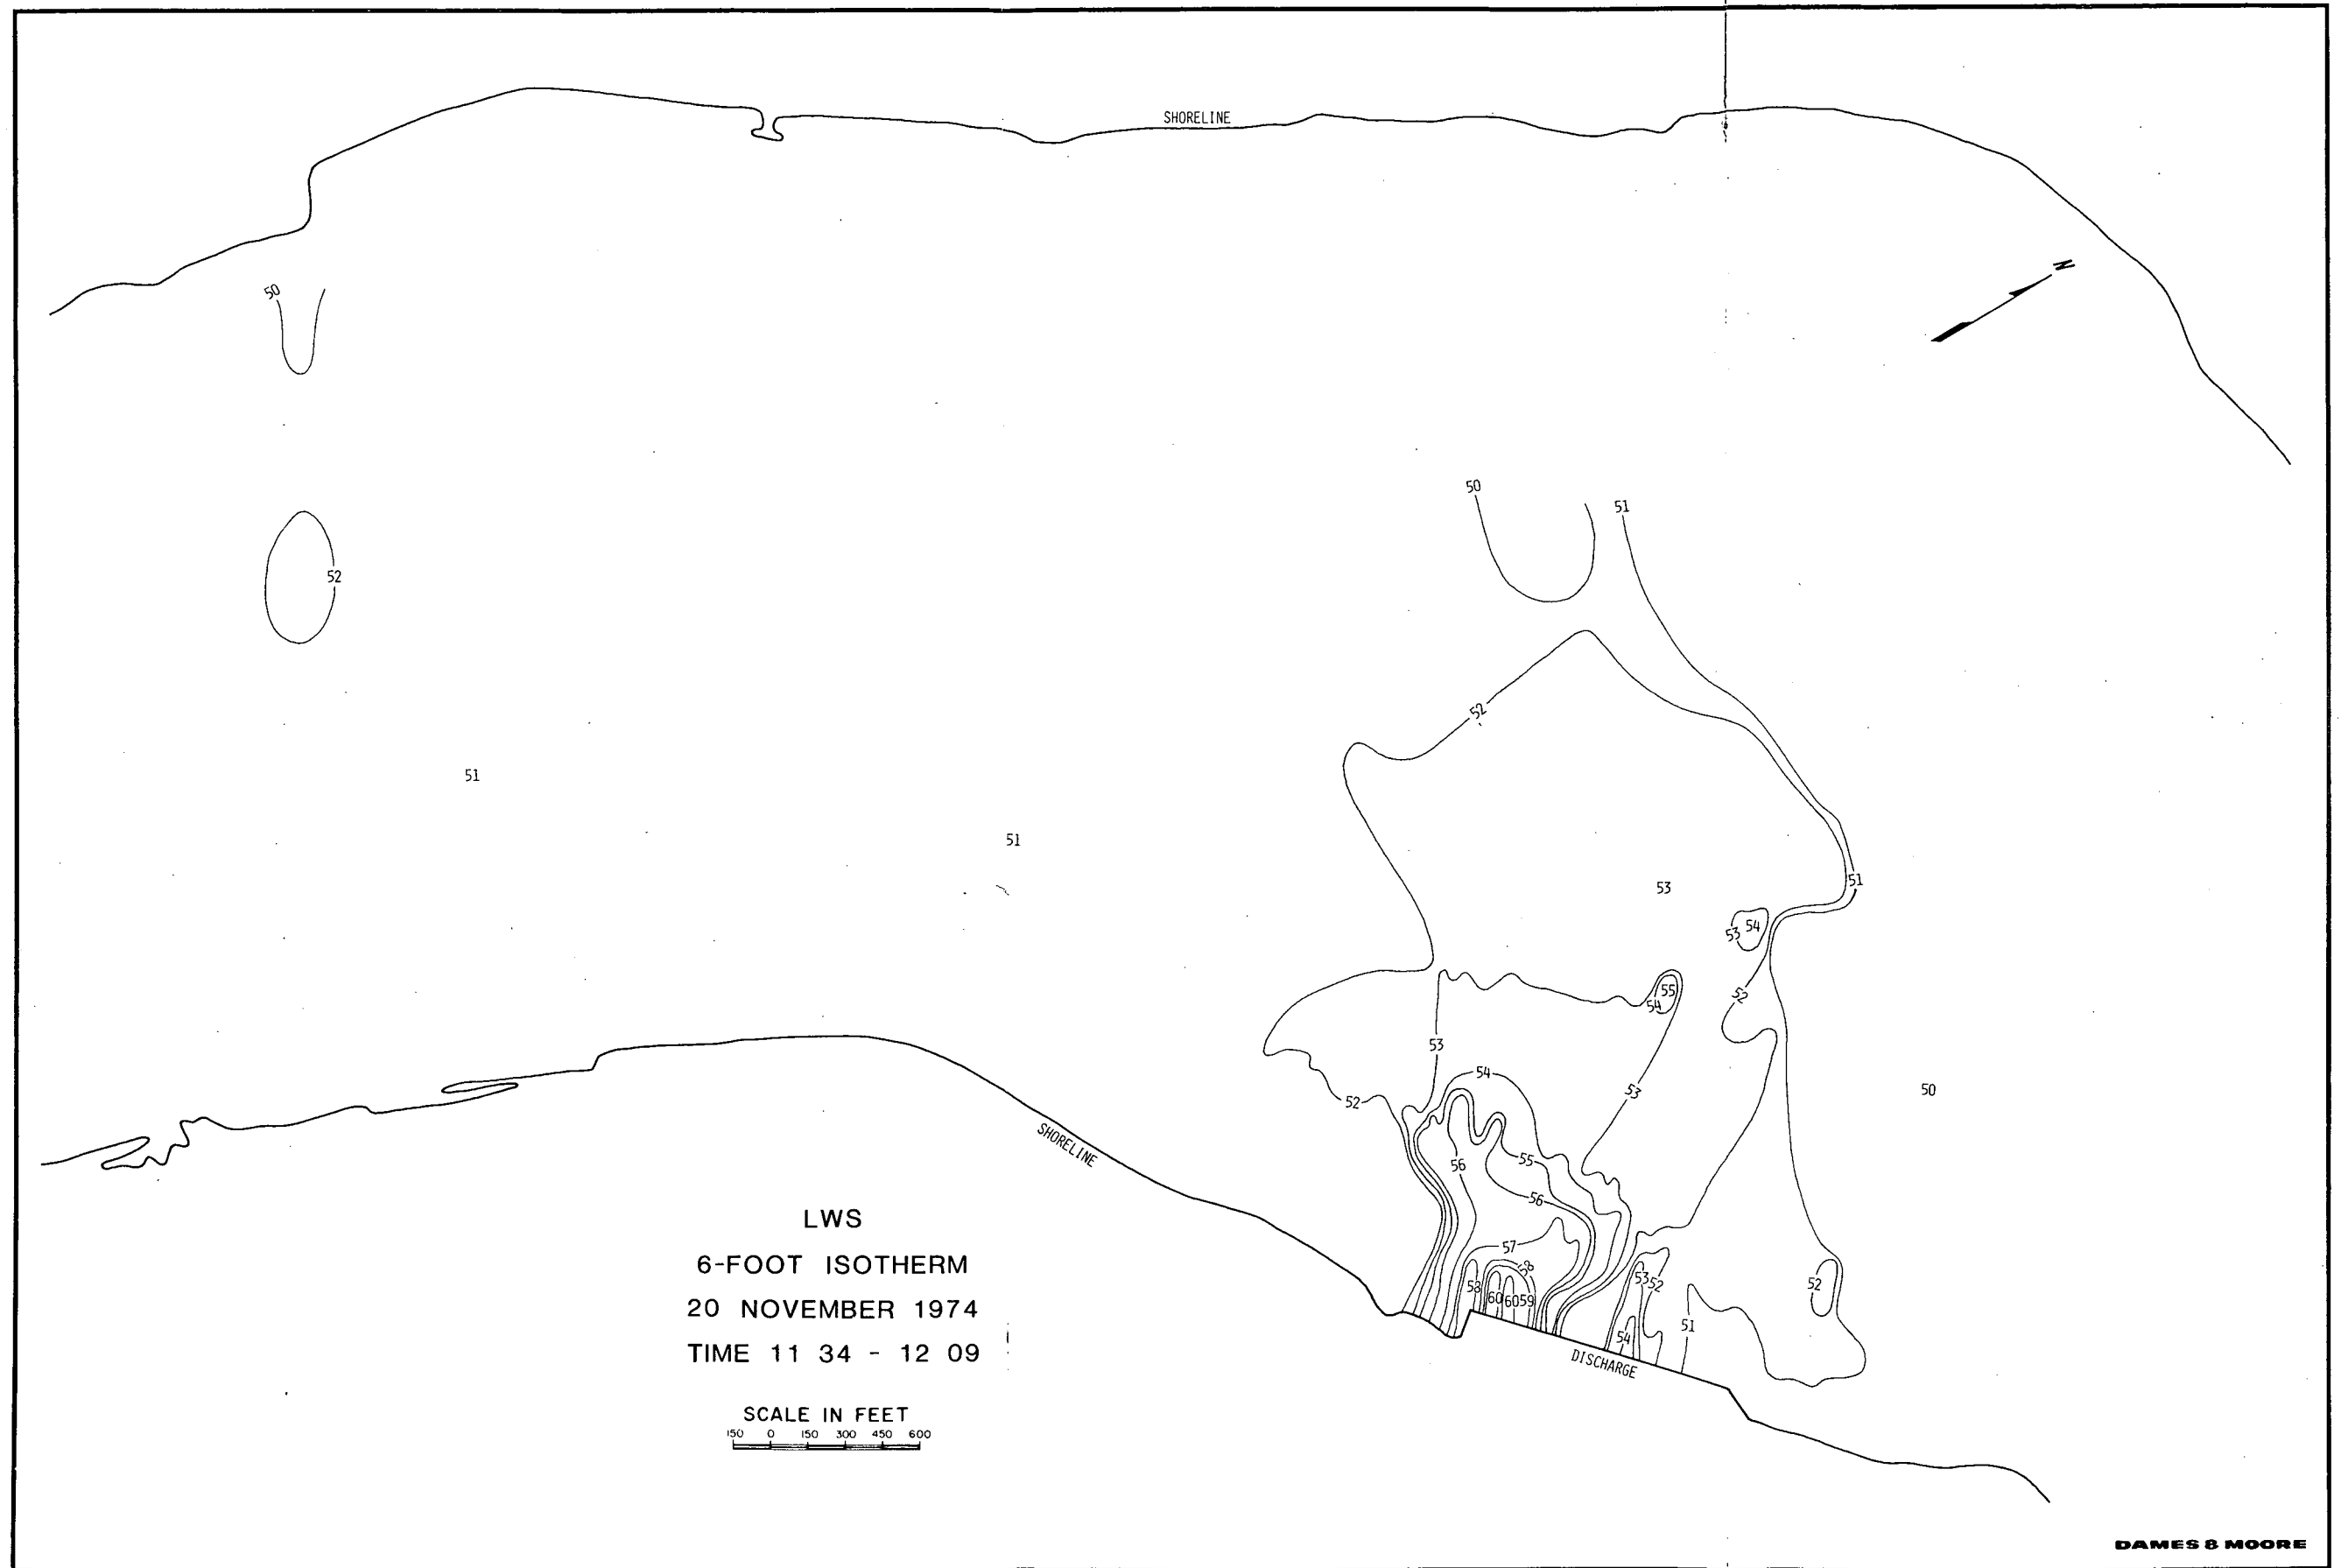 SHORELINE
N
50
50
51
52
52
51
51
53
51
53 54
55
54
52
53
54
53
50
52
SHORELINE
56
55
56
57
58
58
60 60 59
53 52
52
54
51
DISCHARGE
LWS
6-FOOT ISOTHERM
20 NOVEMBER 1974
TIME 11 34 - 12 09
SCALE IN FEET
150 0 150 300 450 600
DAMES & MOORE